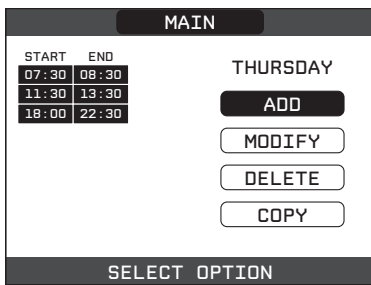 MAIN
START END
07:30 08:30
11:30 13:30
18:00 22:30
THURSDAY
ADD
MODIFY
DELETE
COPY
SELECT OPTION